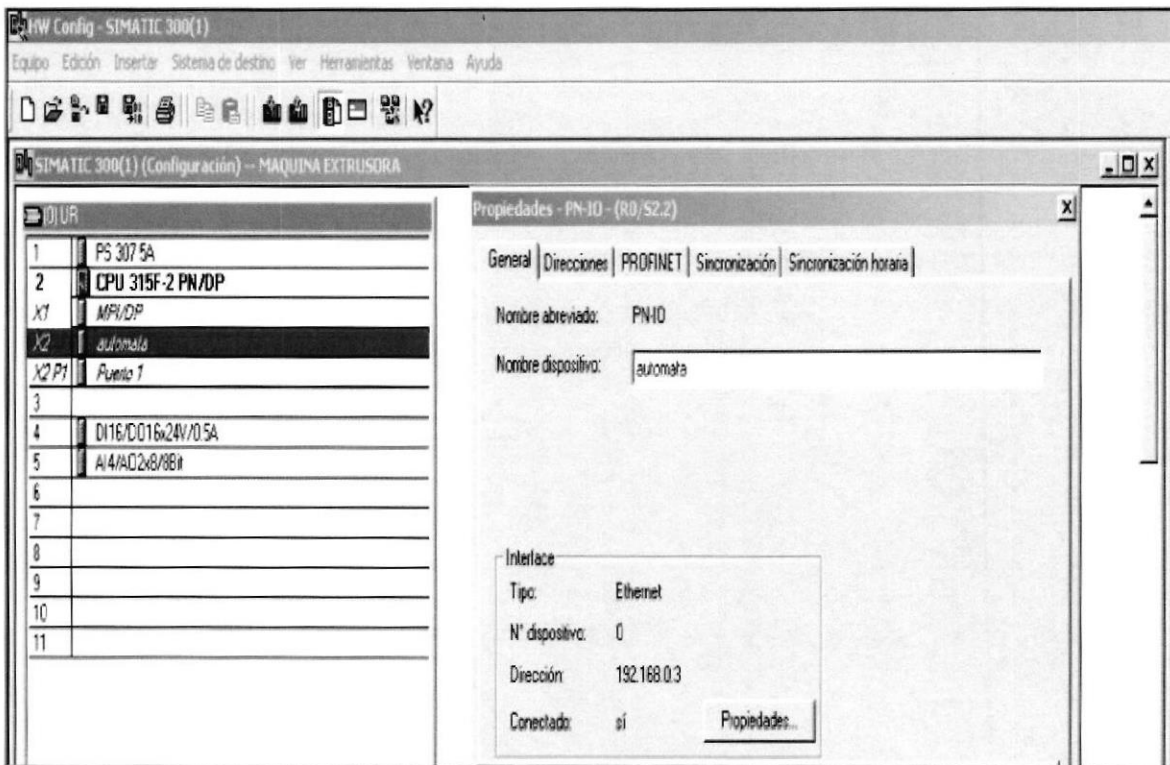 HW Config - SIMATIC 300(1)
Equipo Edición Insertar Sistema de destino Ver Herramientas Ventana Ayuda
SIMATIC 300(1) (Configuración) -- MAQUINA EXTRUSORA
(0) UR
1 PS 307 5A
2 CPU 315F-2 PN/DP
X1 MPI/DP
X2 automata
X2 P1 Puerto 1
3
4 DI16/DO16x24V/0.5A
5 AI4/AO2x8/8Bit
6
7
8
9
10
11
Propiedades - PN-IO - (R0/S2.2)
General Direcciones PROFINET Sincronización Sincronización horaria
Nombre abreviado: PN-IO
Nombre dispositivo: automata
Interface
Tipo: Ethernet
N° dispositivo: 0
Dirección: 192.168.0.3
Conectado: sí
Propiedades...